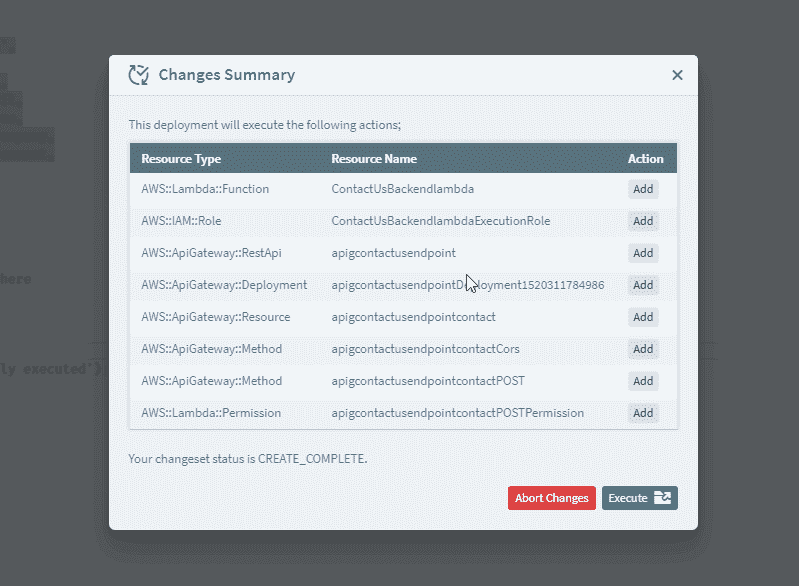 Changes Summary
This deployment will execute the following actions;
Resource Type Resource Name Action
AWS::Lambda::Function ContactUsBackendlambda Add
AWS::IAM::Role ContactUsBackendlambdaExecutionRole Add
AWS::ApiGateway::RestApi apigcontactusendpoint Add
AWS::ApiGateway::Deployment Add
AWS::ApiGateway::Resource apigcontactusendpointcontact Add
AWS::ApiGateway::Method apigcontactusendpointcontactCors Add
AWS::ApiGateway::Method apigcontactusendpointcontactPOST Add
AWS::Lambda::Permission apigcontactusendpointcontactPOSTPermission Add
Your changeset status is CREATE_COMPLETE.
Abort Changes Execute
here
ly executed')